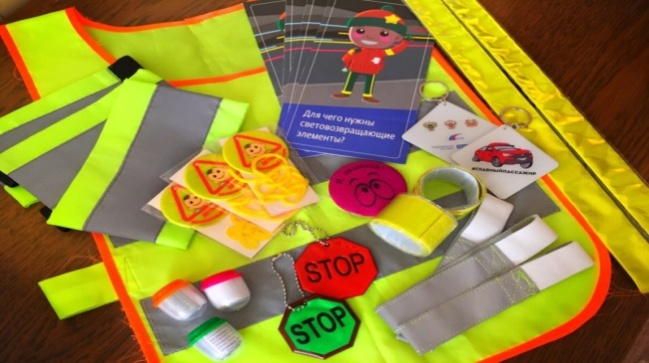 Для чего нужны
световозвращающие
элементы?
#ГЛАВНЫЙПАССАЖИР
STOP
STOP